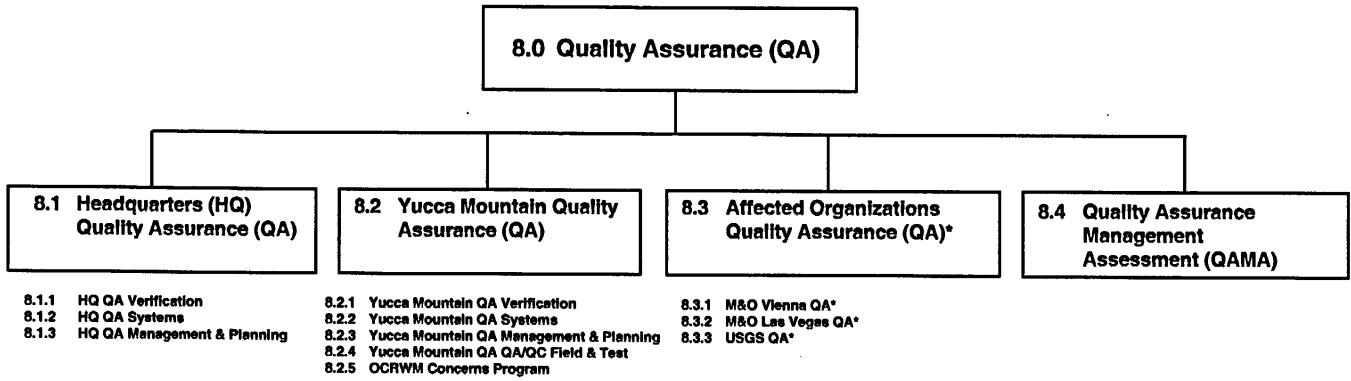 8.0 Quality Assurance (QA)
8.1 Headquarters (HQ)
Quality Assurance (QA)
8.2 Yucca Mountain Quality
Assurance (QA)
8.3 Affected Organizations
Quality Assurance (QA)*
8.4 Quality Assurance
Management
Assessment (QAMA)
8.1.1 HQ QA Verification
8.1.2 HQ QA Systems
8.1.3 HQ QA Management & Planning
8.2.1 Yucca Mountain QA Verification
8.2.2 Yucca Mountain QA Systems
8.2.3 Yucca Mountain QA Management & Planning
8.2.4 Yucca Mountain QA QA/QC Field & Test
8.2.5 OCRWM Concerns Program
8.3.1 M&O Vienna QA*
8.3.2 M&O Las Vegas QA*
8.3.3 USGS QA*